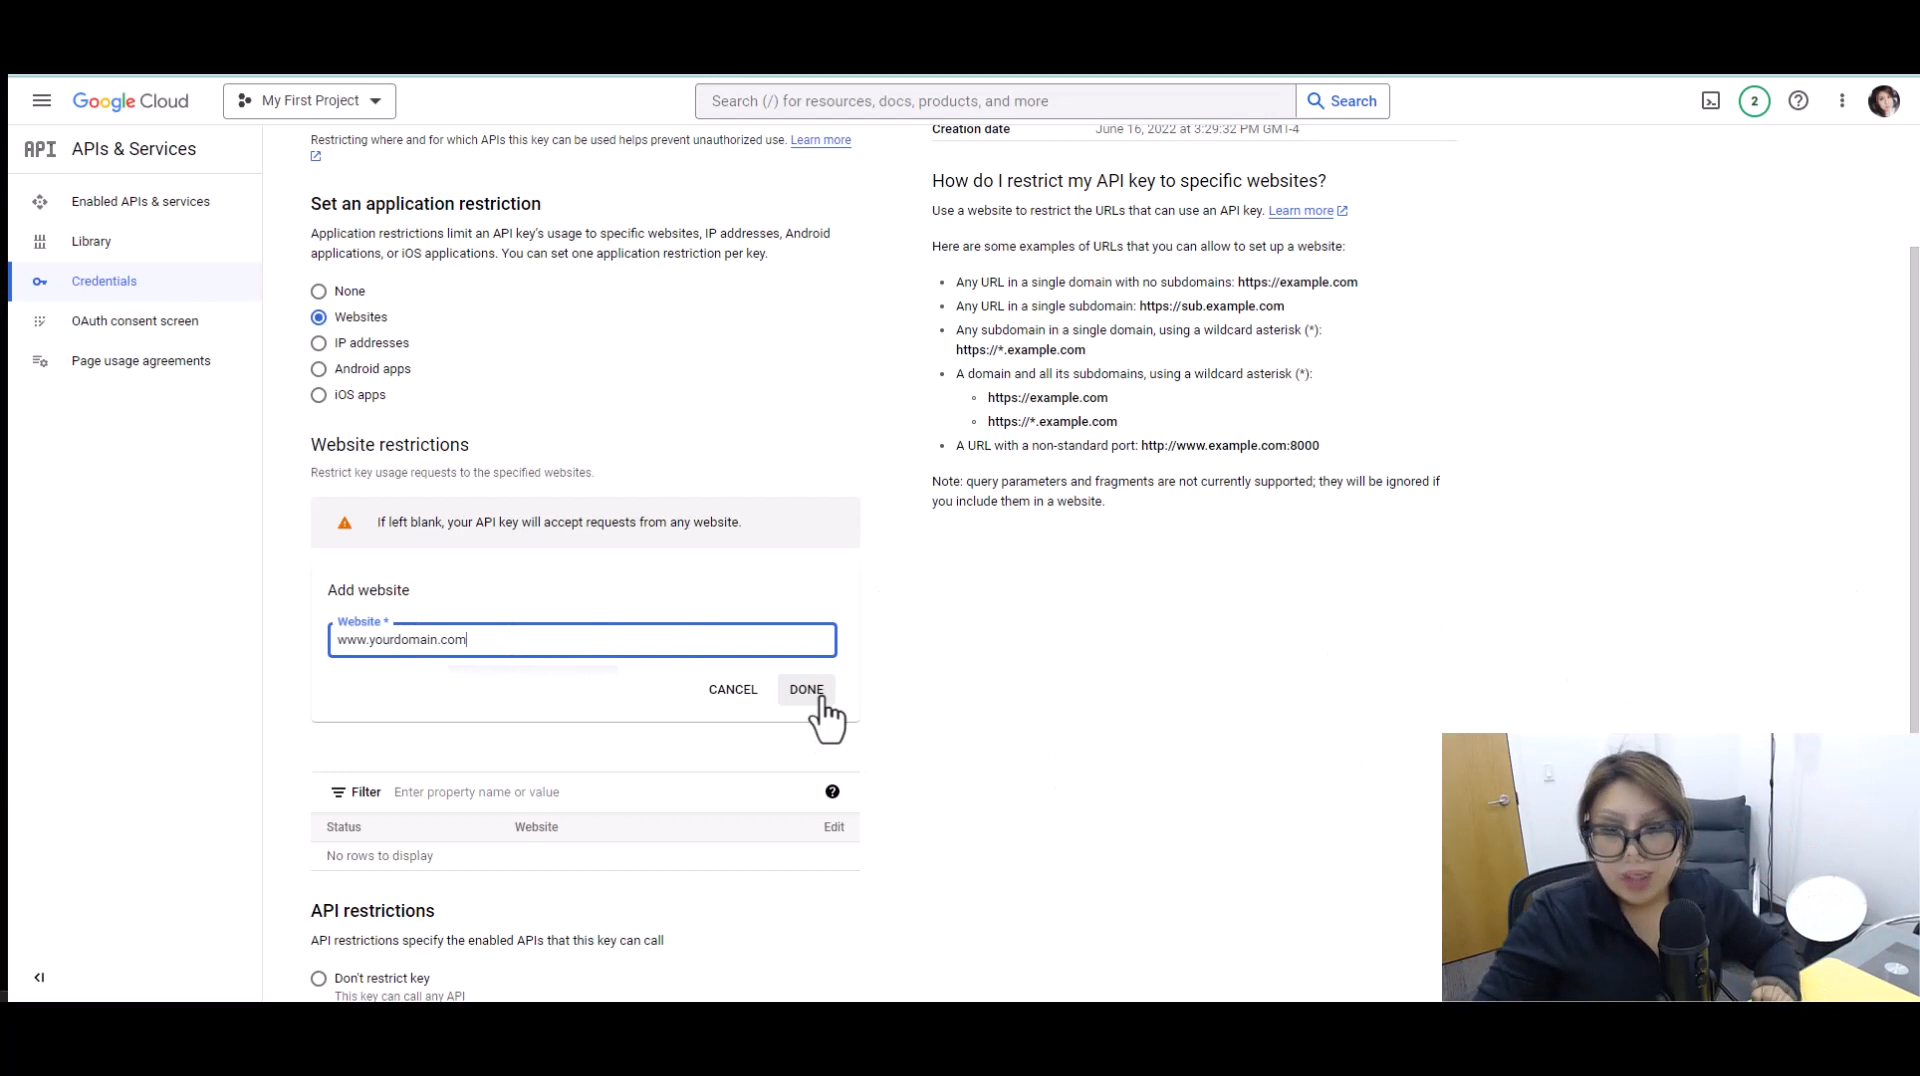 Google Cloud
My First Project
Search (/) for resources, docs, products, and more
Search
2
API APIs & Services
Enabled APIs & services
Library
Credentials
OAuth consent screen
Page usage agreements
Restricting where and for which APIs this key can be used helps prevent unauthorized use. Learn more
Set an application restriction
Application restrictions limit an API key's usage to specific websites, IP addresses, Android
applications, or iOS applications. You can set one application restriction per key.
None
Websites
IP addresses
Android apps
iOS apps
Website restrictions
Restrict key usage requests to the specified websites.
If left blank, your API key will accept requests from any website.
Add website
Website *
www.yourdomain.com
CANCEL
DONE
Filter Enter property name or value
Status Website Edit
No rows to display
API restrictions
API restrictions specify the enabled APIs that this key can call
Don't restrict key
This key can call any API
Creation date June 16, 2022 at 3:29:32 PM GMT-4
How do I restrict my API key to specific websites?
Use a website to restrict the URLs that can use an API key. Learn more
Here are some examples of URLs that you can allow to set up a website:
• Any URL in a single domain with no subdomains: https://example.com
• Any URL in a single subdomain: https://sub.example.com
• Any subdomain in a single domain, using a wildcard asterisk (*):
https://*.example.com
• A domain and all its subdomains, using a wildcard asterisk (*):
◦ https://example.com
◦ https://*.example.com
• A URL with a non-standard port: http://www.example.com:8000
Note: query parameters and fragments are not currently supported; they will be ignored if
you include them in a website.